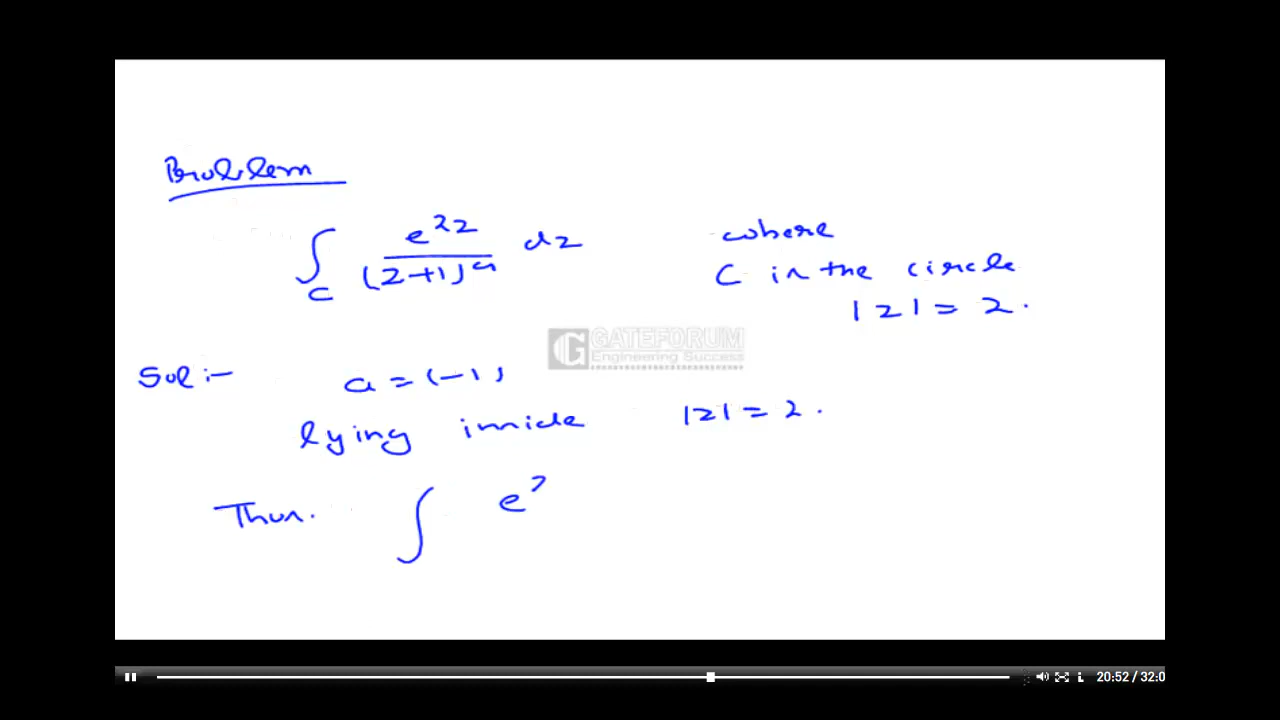 Problem
∫_C e^{2z}/(z+1)^4 dz where
C is the circle
|z| = 2.
GATEFORUM
Engineering Success
Sol:- a = (-1)
lying inside |z| = 2.
Thus. ∫ e^2
20:52 / 32:0